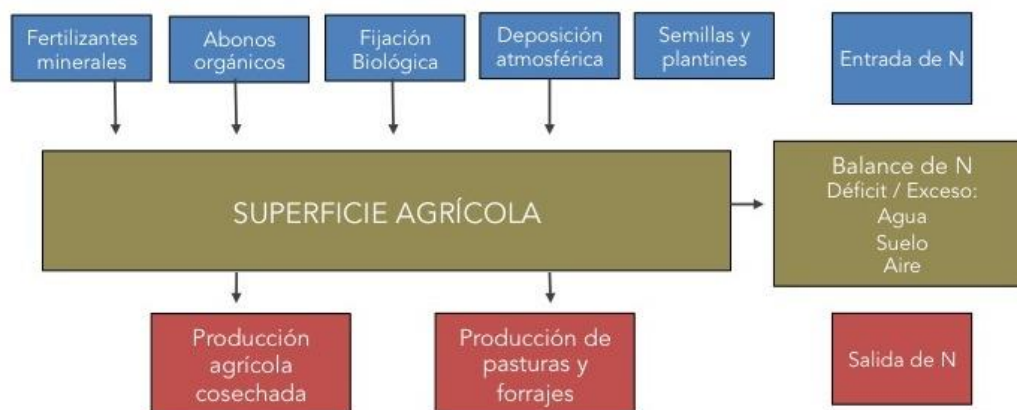 Fertilizantes
minerales
Abonos
orgánicos
Fijación
Biológica
Deposición
atmosférica
Semillas y
plantines
Entrada de N
SUPERFICIE AGRÍCOLA
Balance de N
Déficit / Exceso:
Agua
Suelo
Aire
Producción
agrícola
cosechada
Producción de
pasturas y
forrajes
Salida de N